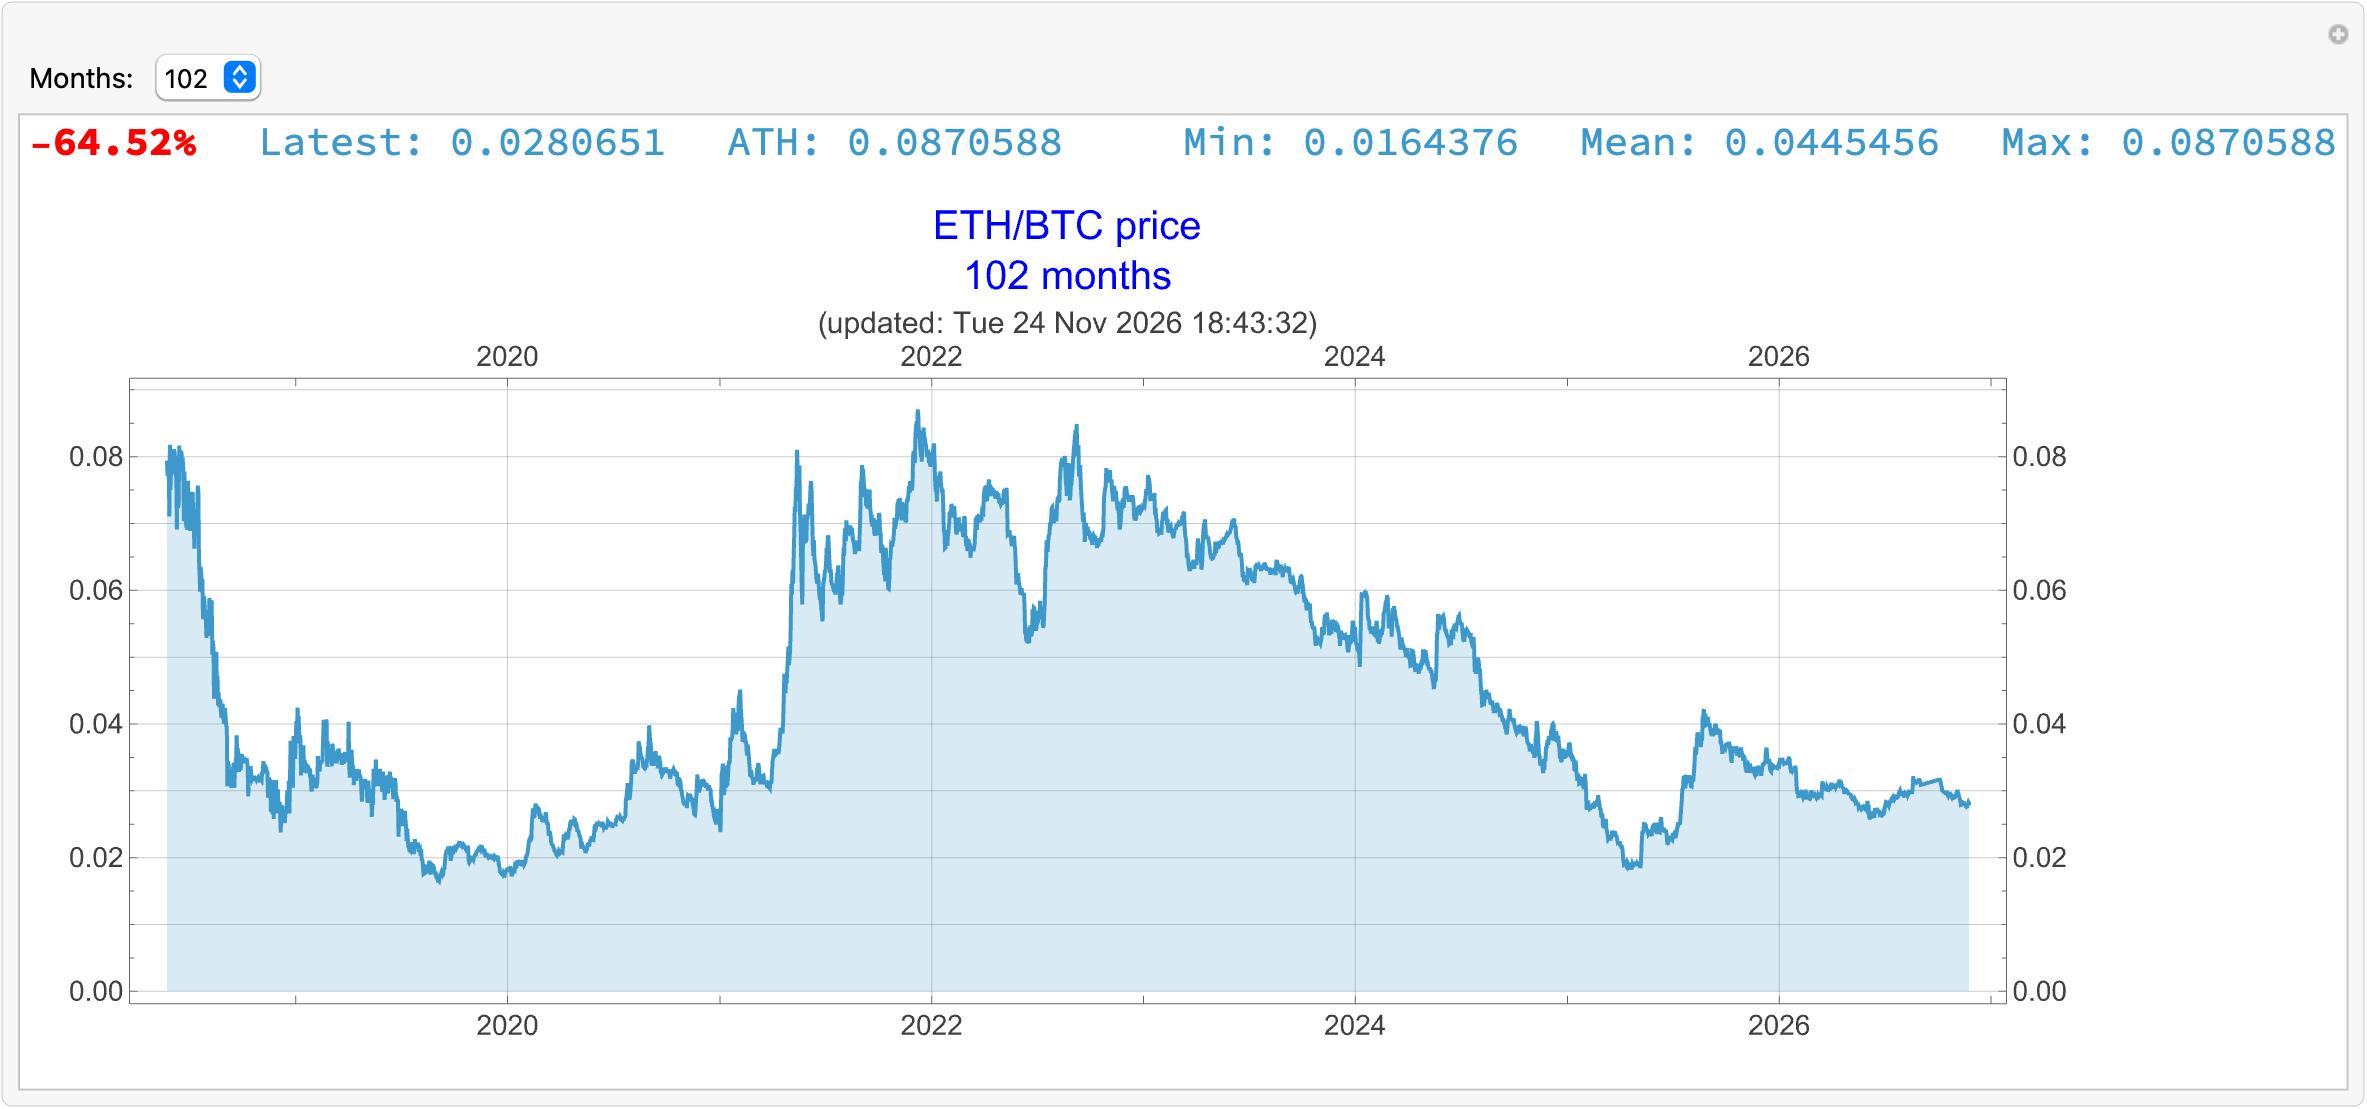 Months: 102
-64.52% Latest: 0.0280651 ATH: 0.0870588 Min: 0.0164376 Mean: 0.0445456 Max: 0.0870588
ETH/BTC price
102 months
(updated: Tue 24 Nov 2026 18:43:32)
2020 2022 2024 2026
0.08 0.08
0.06 0.06
0.04 0.04
0.02 0.02
0.00 0.00
2020 2022 2024 2026